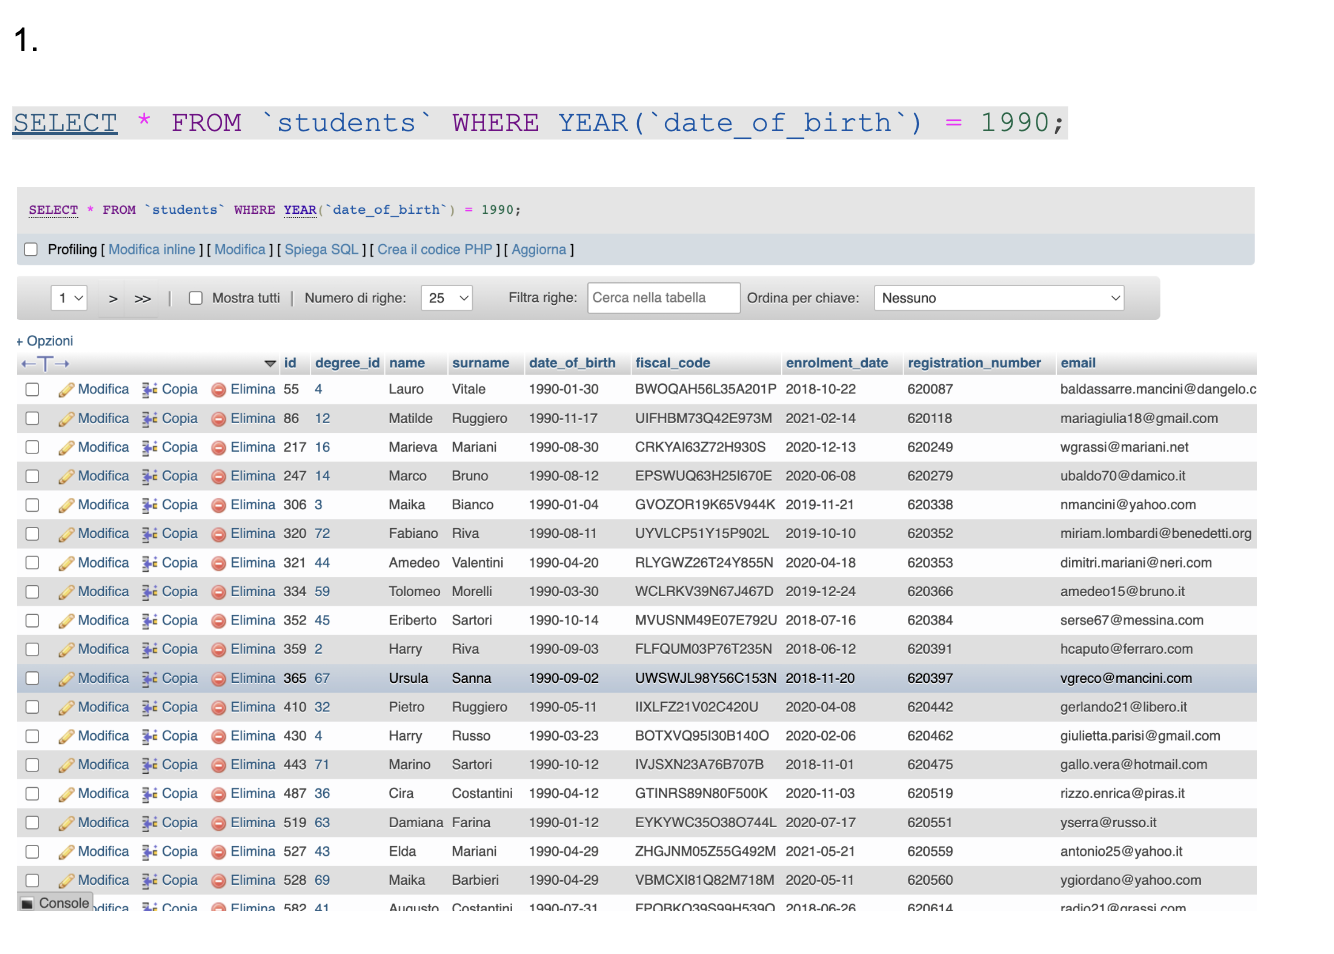 1.
SELECT * FROM `students` WHERE YEAR(`date_of_birth`) = 1990;
SELECT * FROM `students` WHERE YEAR(`date_of_birth`) = 1990;
Profiling [ Modifica inline ] [ Modifica ] [ Spiega SQL ] [ Crea il codice PHP ] [ Aggiorna ]
1 > >> | Mostra tutti | Numero di righe: 25 Filtra righe: Cerca nella tabella Ordina per chiave: Nessuno
+ Opzioni
←T→ id degree_id name surname date_of_birth fiscal_code enrolment_date registration_number email
Modifica Copia Elimina 55 4 Lauro Vitale 1990-01-30 BWOQAH56L35A201P 2018-10-22 620087 baldassarre.mancini@dangelo.c
Modifica Copia Elimina 86 12 Matilde Ruggiero 1990-11-17 UIFHBM73Q42E973M 2021-02-14 620118 mariagiulia18@gmail.com
Modifica Copia Elimina 217 16 Marieva Mariani 1990-08-30 CRKYAI63Z72H930S 2020-12-13 620249 wgrassi@mariani.net
Modifica Copia Elimina 247 14 Marco Bruno 1990-08-12 EPSWUQ63H25I670E 2020-06-08 620279 ubaldo70@damico.it
Modifica Copia Elimina 306 3 Maika Bianco 1990-01-04 GVOZOR19K65V944K 2019-11-21 620338 nmancini@yahoo.com
Modifica Copia Elimina 320 72 Fabiano Riva 1990-08-11 UYVLCP51Y15P902L 2019-10-10 620352 miriam.lombardi@benedetti.org
Modifica Copia Elimina 321 44 Amedeo Valentini 1990-04-20 RLYGWZ26T24Y855N 2020-04-18 620353 dimitri.mariani@neri.com
Modifica Copia Elimina 334 59 Tolomeo Morelli 1990-03-30 WCLRKV39N67J467D 2019-12-24 620366 amedeo15@bruno.it
Modifica Copia Elimina 352 45 Eriberto Sartori 1990-10-14 MVUSNM49E07E792U 2018-07-16 620384 serse67@messina.com
Modifica Copia Elimina 359 2 Harry Riva 1990-09-03 FLFQUM03P76T235N 2018-06-12 620391 hcaputo@ferraro.com
Modifica Copia Elimina 365 67 Ursula Sanna 1990-09-02 UWSWJL98Y56C153N 2018-11-20 620397 vgreco@mancini.com
Modifica Copia Elimina 410 32 Pietro Ruggiero 1990-05-11 IIXLFZ21V02C420U 2020-04-08 620442 gerlando21@libero.it
Modifica Copia Elimina 430 4 Harry Russo 1990-03-23 BOTXVQ95I30B140O 2020-02-06 620462 giulietta.parisi@gmail.com
Modifica Copia Elimina 443 71 Marino Sartori 1990-10-12 IVJSXN23A76B707B 2018-11-01 620475 gallo.vera@hotmail.com
Modifica Copia Elimina 487 36 Cira Costantini 1990-04-12 GTINRS89N80F500K 2020-11-03 620519 rizzo.enrica@piras.it
Modifica Copia Elimina 519 63 Damiana Farina 1990-01-12 EYKYWC35O38O744L 2020-07-17 620551 yserra@russo.it
Modifica Copia Elimina 527 43 Elda Mariani 1990-04-29 ZHGJNM05Z55G492M 2021-05-21 620559 antonio25@yahoo.it
Modifica Copia Elimina 528 69 Maika Barbieri 1990-04-29 VBMCXI81Q82M718M 2020-05-11 620560 ygiordano@yahoo.com
Console Copia Elimina 582 41 Augusto Costantini 1990-07-31 2018-06-26 620614 radio21@grassi.com